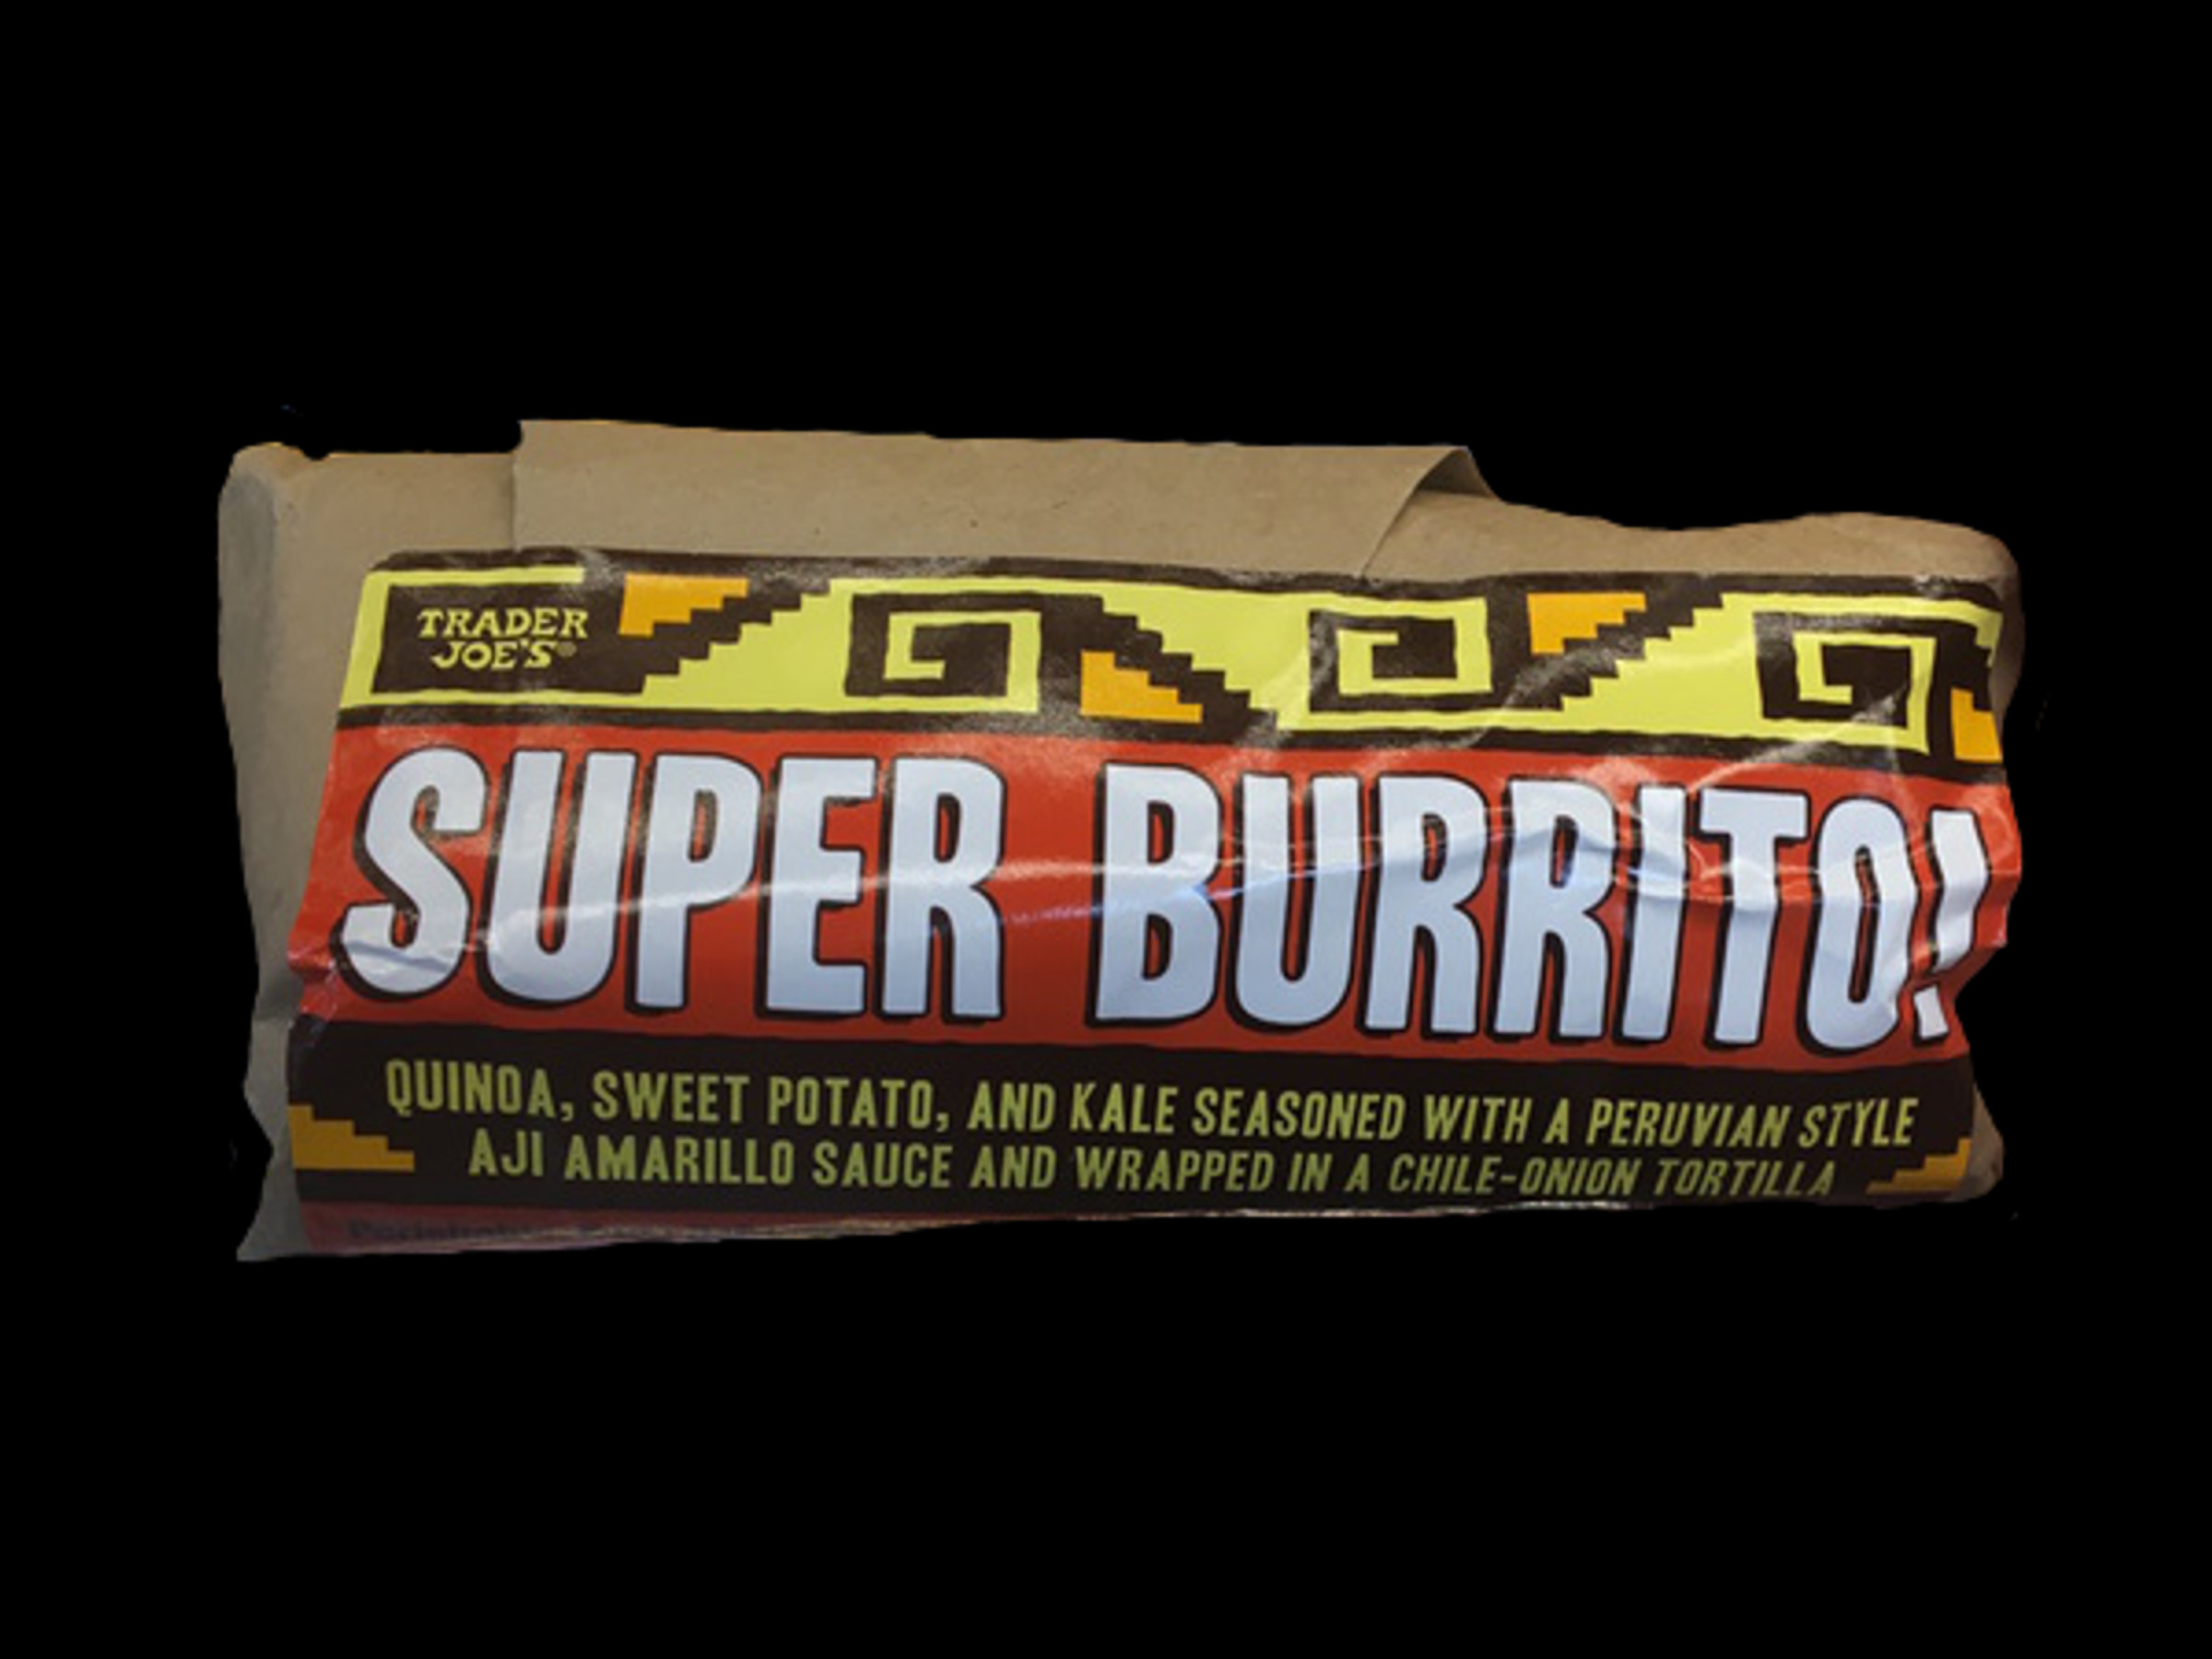 TRADER
JOE'S®
SUPER BURRITO!
QUINOA, SWEET POTATO, AND KALE SEASONED WITH A PERUVIAN STYLE
AJI AMARILLO SAUCE AND WRAPPED IN A CHILE-ONION TORTILLA